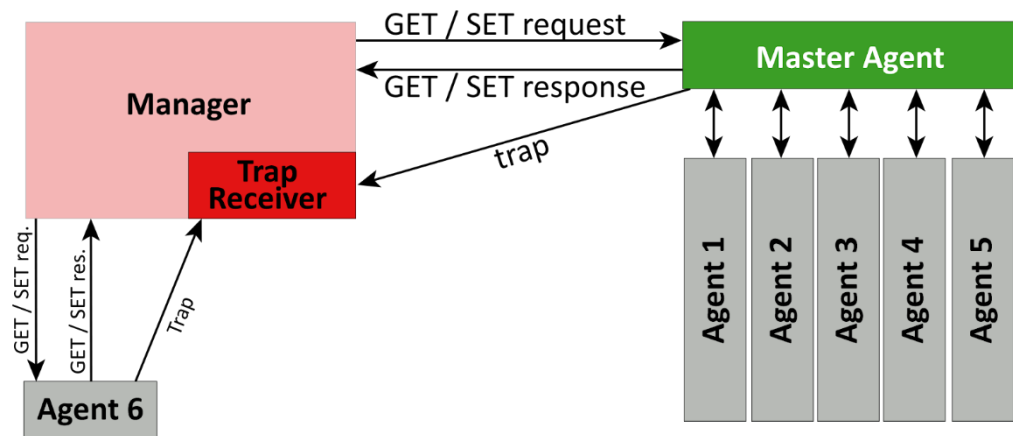 GET / SET request
Master Agent
GET / SET response
Manager
trap
Trap
Receiver
GET / SET req.
GET / SET res.
Trap
Agent 1
Agent 2
Agent 3
Agent 4
Agent 5
Agent 6